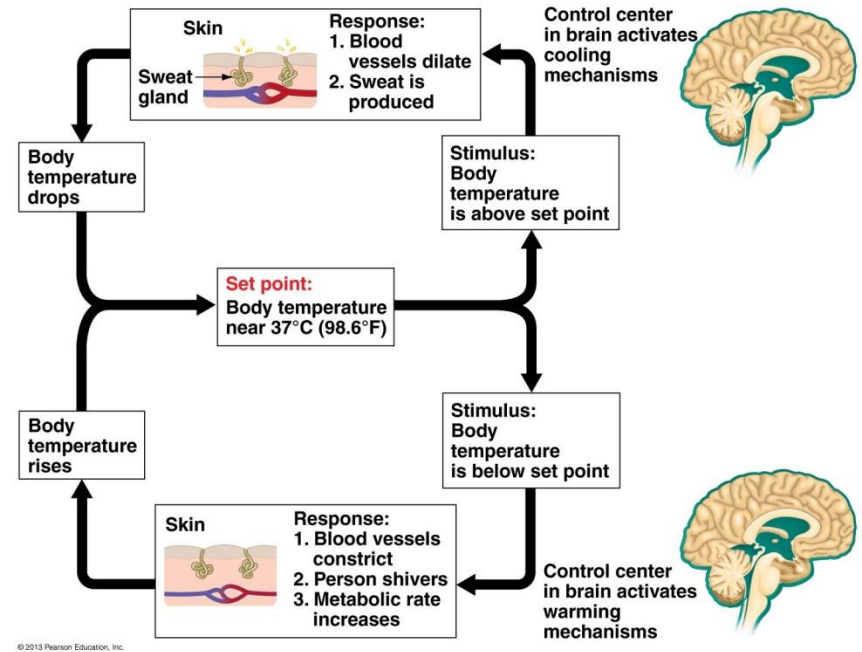 Skin
Sweat
gland
Response:
1. Blood
vessels dilate
2. Sweat is
produced
Control center
in brain activates
cooling
mechanisms
Body
temperature
drops
Stimulus:
Body
temperature
is above set point
Set point:
Body temperature
near 37°C (98.6°F)
Body
temperature
rises
Stimulus:
Body
temperature
is below set point
Skin
Response:
1. Blood vessels
constrict
2. Person shivers
3. Metabolic rate
increases
Control center
in brain activates
warming
mechanisms
© 2013 Pearson Education, Inc.